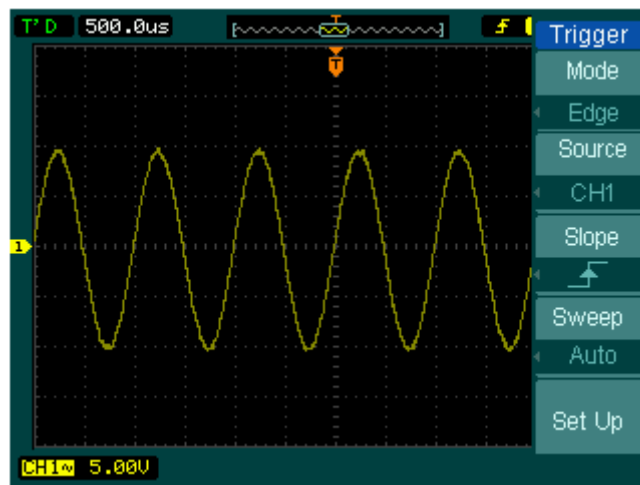 T'D 500.0us
T
1
Trigger
Mode
Edge
Source
CH1
Slope
Sweep
Auto
Set Up
CH1~ 5.00V